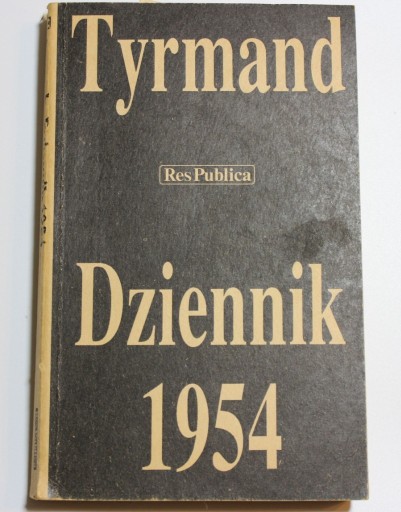 Tyrmand
Res Publica
Dziennik
1954